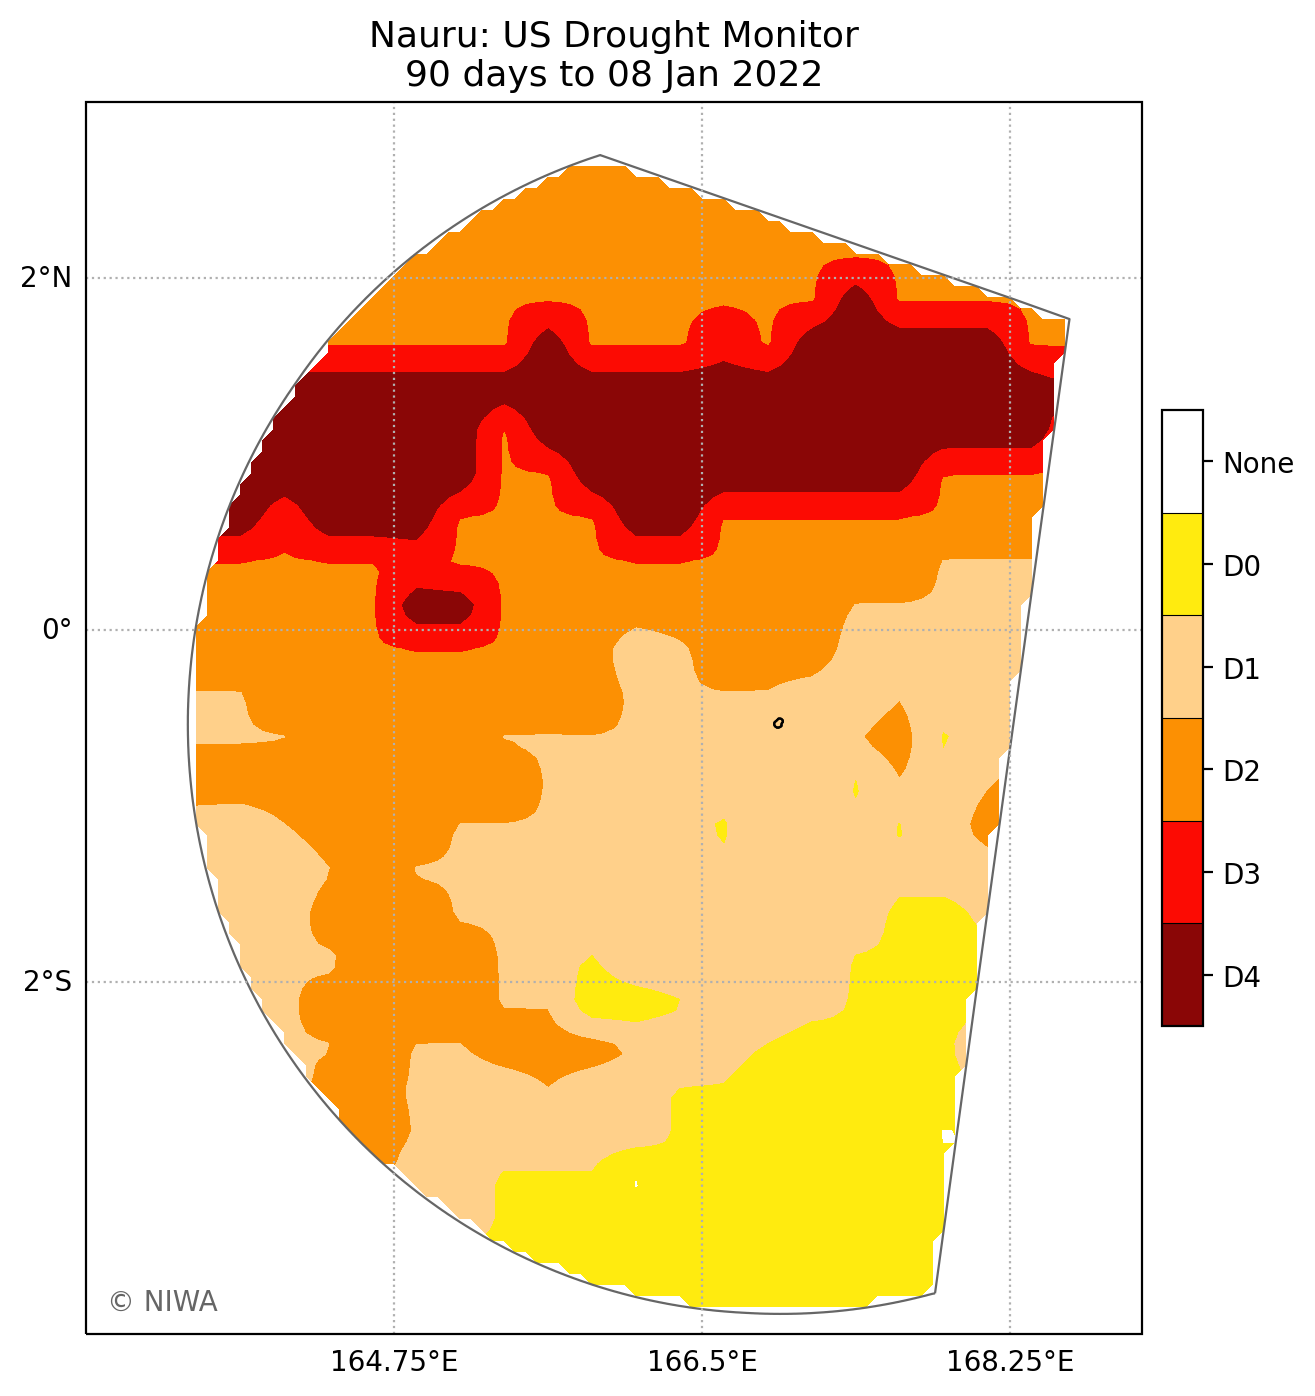 Nauru: US Drought Monitor
90 days to 08 Jan 2022
2°N
0°
2°S
164.75°E
166.5°E
168.25°E
None
D0
D1
D2
D3
D4
© NIWA